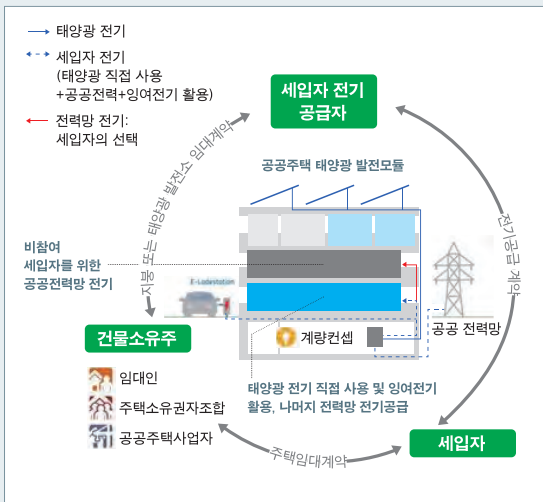 태양광 전기
세입자 전기
(태양광 직접 사용
+공공전력+잉여전기 활용)
전력망 전기:
세입자의 선택
세입자 전기
공급자
지붕 또는 태양광 발전소 임대계약
전기공급 계약
공공주택 태양광 발전모듈
비참여
세입자를 위한
공공전력망 전기
E-Ladestation
공공 전력망
건물소유주
계량컨셉
임대인
주택소유권자조합
공공주택사업자
태양광 전기 직접 사용 및 잉여전기
활용, 나머지 전력망 전기공급
세입자
주택임대계약